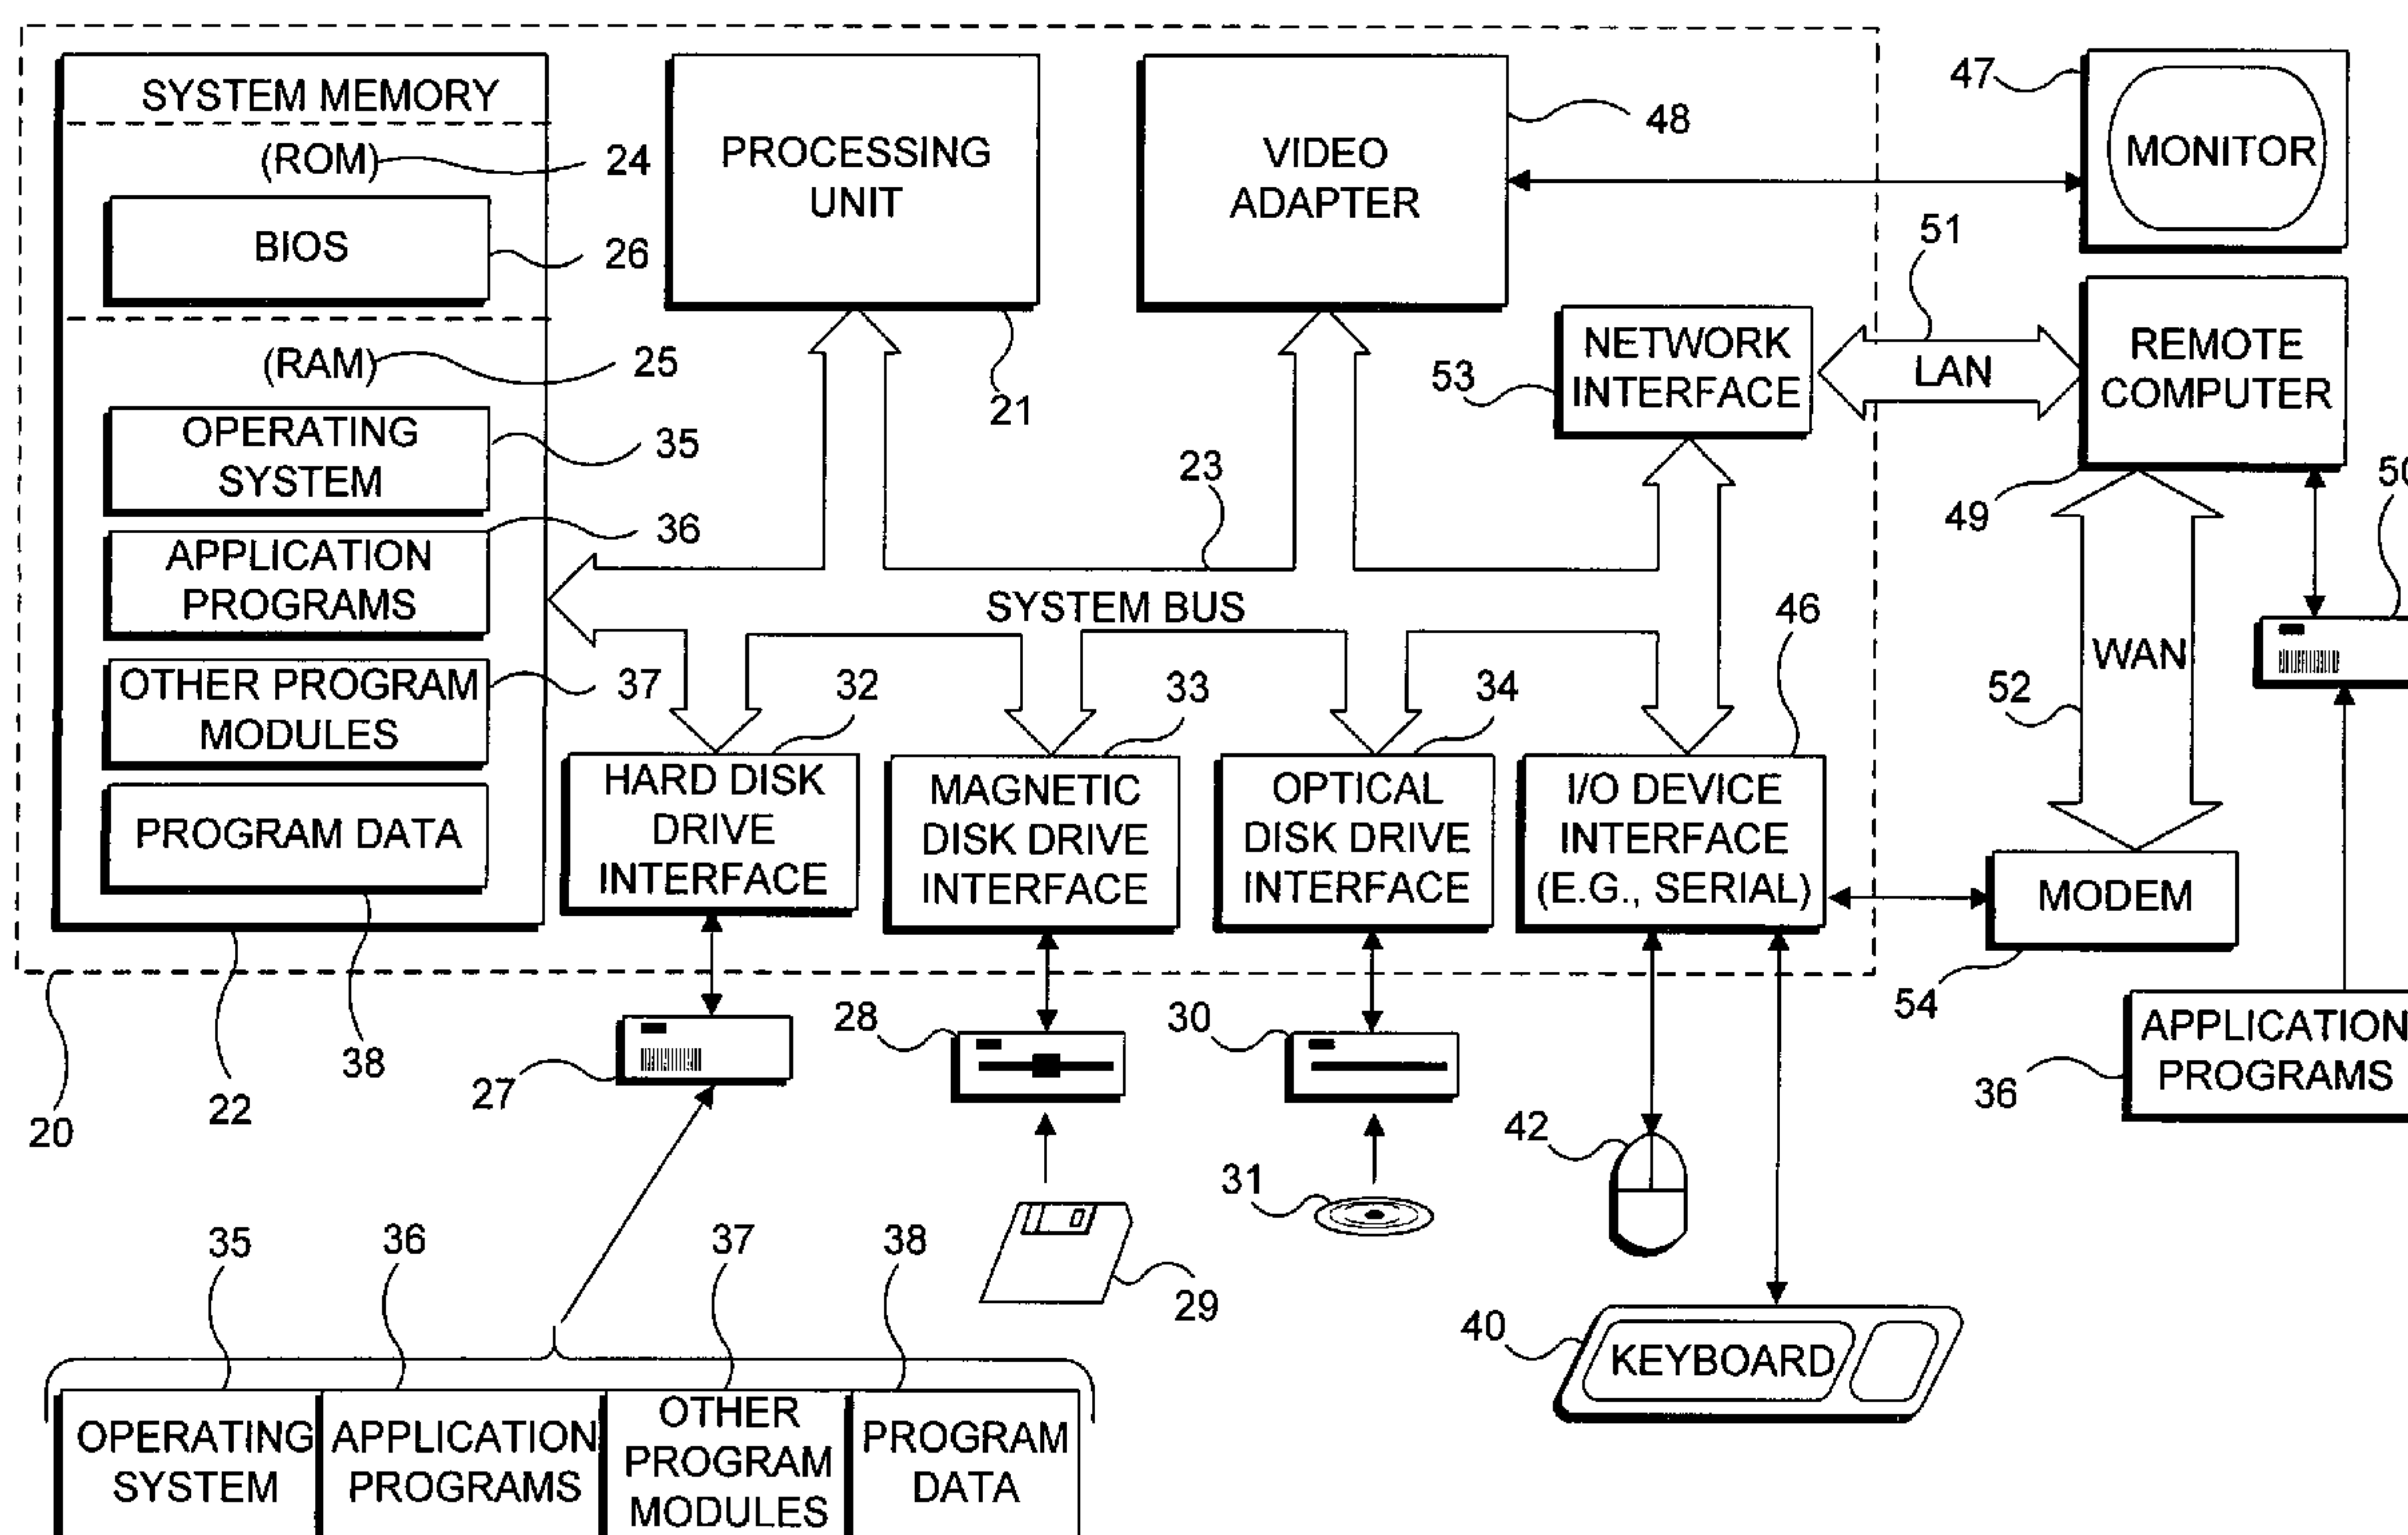 SYSTEM MEMORY
(ROM)
24
BIOS
26
(RAM)
25
OPERATING
SYSTEM
35
APPLICATION
PROGRAMS
36
OTHER PROGRAM
MODULES
37
PROGRAM DATA
38
22
20
PROCESSING
UNIT
21
VIDEO
ADAPTER
48
47
MONITOR
51
NETWORK
INTERFACE
53
LAN
REMOTE
COMPUTER
49
50
23
SYSTEM BUS
46
52
WAN
32
HARD DISK
DRIVE
INTERFACE
33
MAGNETIC
DISK DRIVE
INTERFACE
34
OPTICAL
DISK DRIVE
INTERFACE
I/O DEVICE
INTERFACE
(E.G., SERIAL)
MODEM
54
APPLICATION
PROGRAMS
36
27
28
30
42
31
29
40
KEYBOARD
35
36
37
38
OPERATING
SYSTEM
APPLICATION
PROGRAMS
OTHER
PROGRAM
MODULES
PROGRAM
DATA